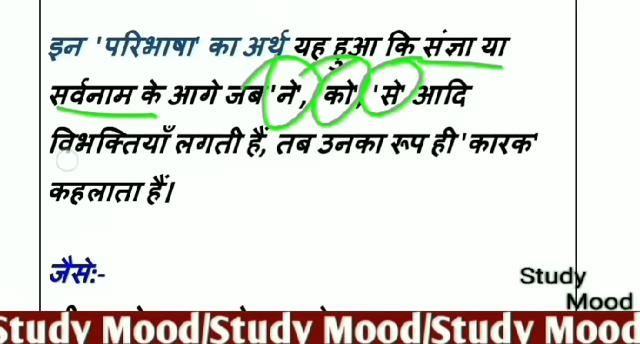 इन 'परिभाषा' का अर्थ यह हुआ कि संज्ञा या
सर्वनाम के आगे जब 'ने', 'को', 'से' आदि
विभक्तियाँ लगती हैं, तब उनका रूप ही 'कारक'
कहलाता हैं।
जैसे:-
Study
Mood
Study Mood/Study Mood/Study Mood